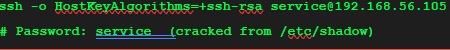 ssh -o HostKeyAlgorithms=+ssh-rsa service@192.168.56.105
# Password: service  (cracked from /etc/shadow)